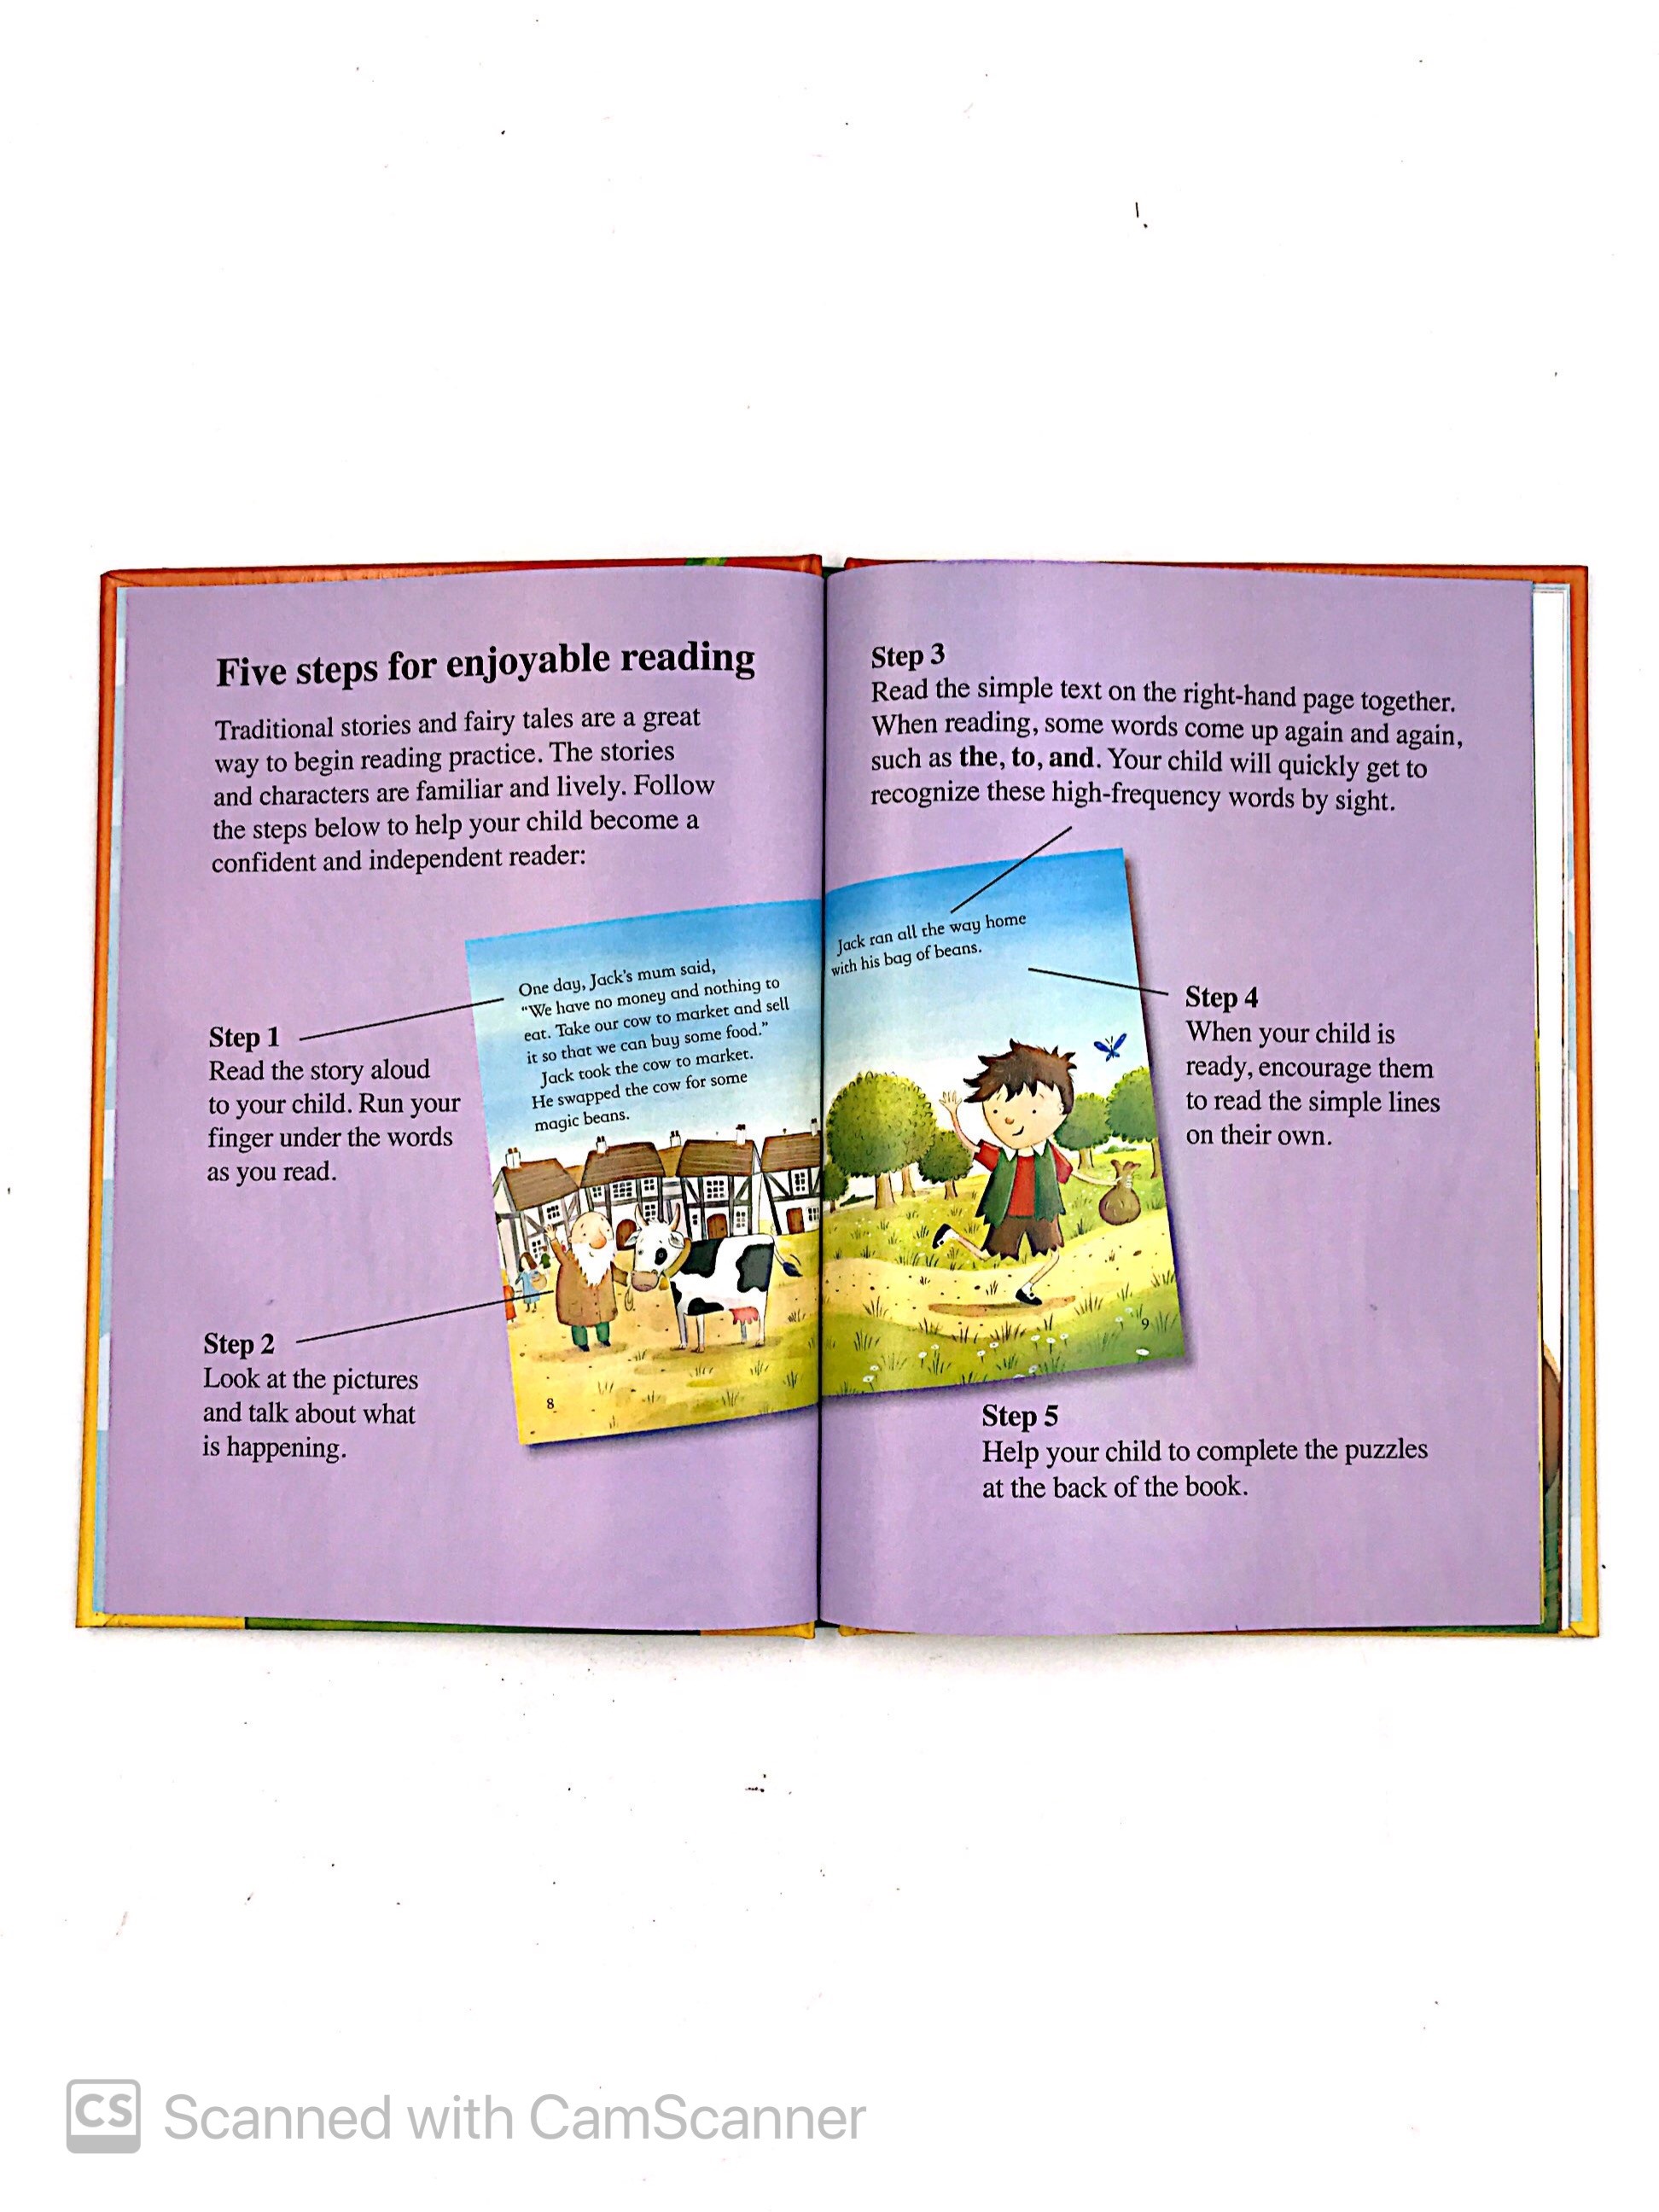 Five steps for enjoyable reading
Traditional stories and fairy tales are a great
way to begin reading practice. The stories
and characters are familiar and lively. Follow
the steps below to help your child become a
confident and independent reader:
One day, Jack's mum said,
"We have no money and nothing to
eat. Take our cow to market and sell
it so that we can buy some food."
Jack took the cow to market.
He swapped the cow for some
magic beans.
Step 1
Read the story aloud
to your child. Run your
finger under the words
as you read.
Step 2
Look at the pictures
and talk about what
is happening.
8
Step 3
Read the simple text on the right-hand page together.
When reading, some words come up again and again,
such as the, to, and. Your child will quickly get to
recognize these high-frequency words by sight.
Jack ran all the way home
with his bag of beans.
Step 4
When your child is
ready, encourage them
to read the simple lines
on their own.
9
Step 5
Help your child to complete the puzzles
at the back of the book.
CS Scanned with CamScanner